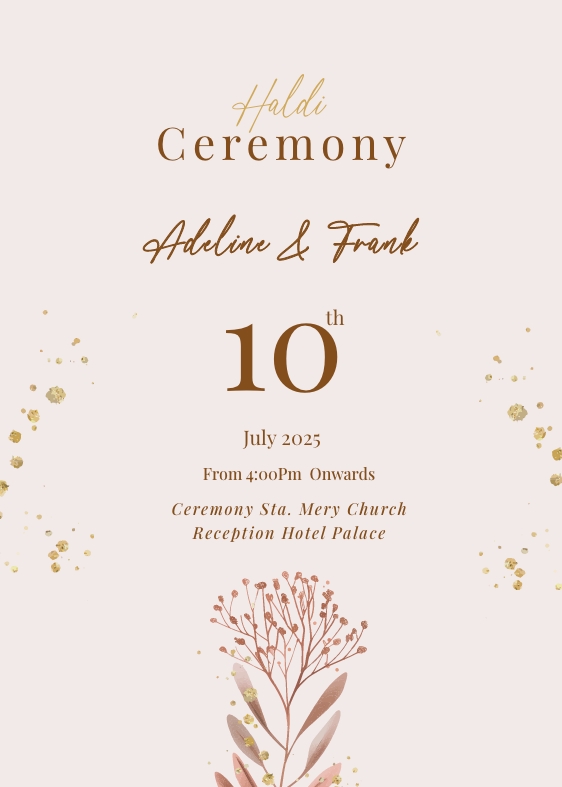 Haldi
Ceremony
Adeline & Frank
10th
July 2025
From 4:00Pm Onwards
Ceremony Sta. Mery Church
Reception Hotel Palace